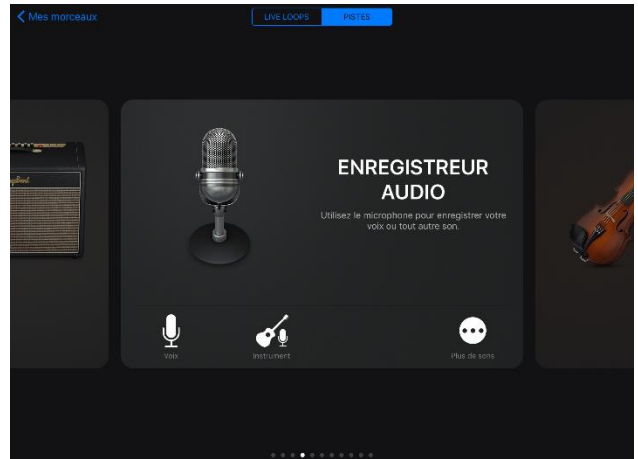 Mes morceaux
LIVE LOOPS
PISTES
ENREGISTREUR
AUDIO
Utilisez le microphone pour enregistrer votre
voix ou tout autre son.
Voix
Instrument
Plus de sons